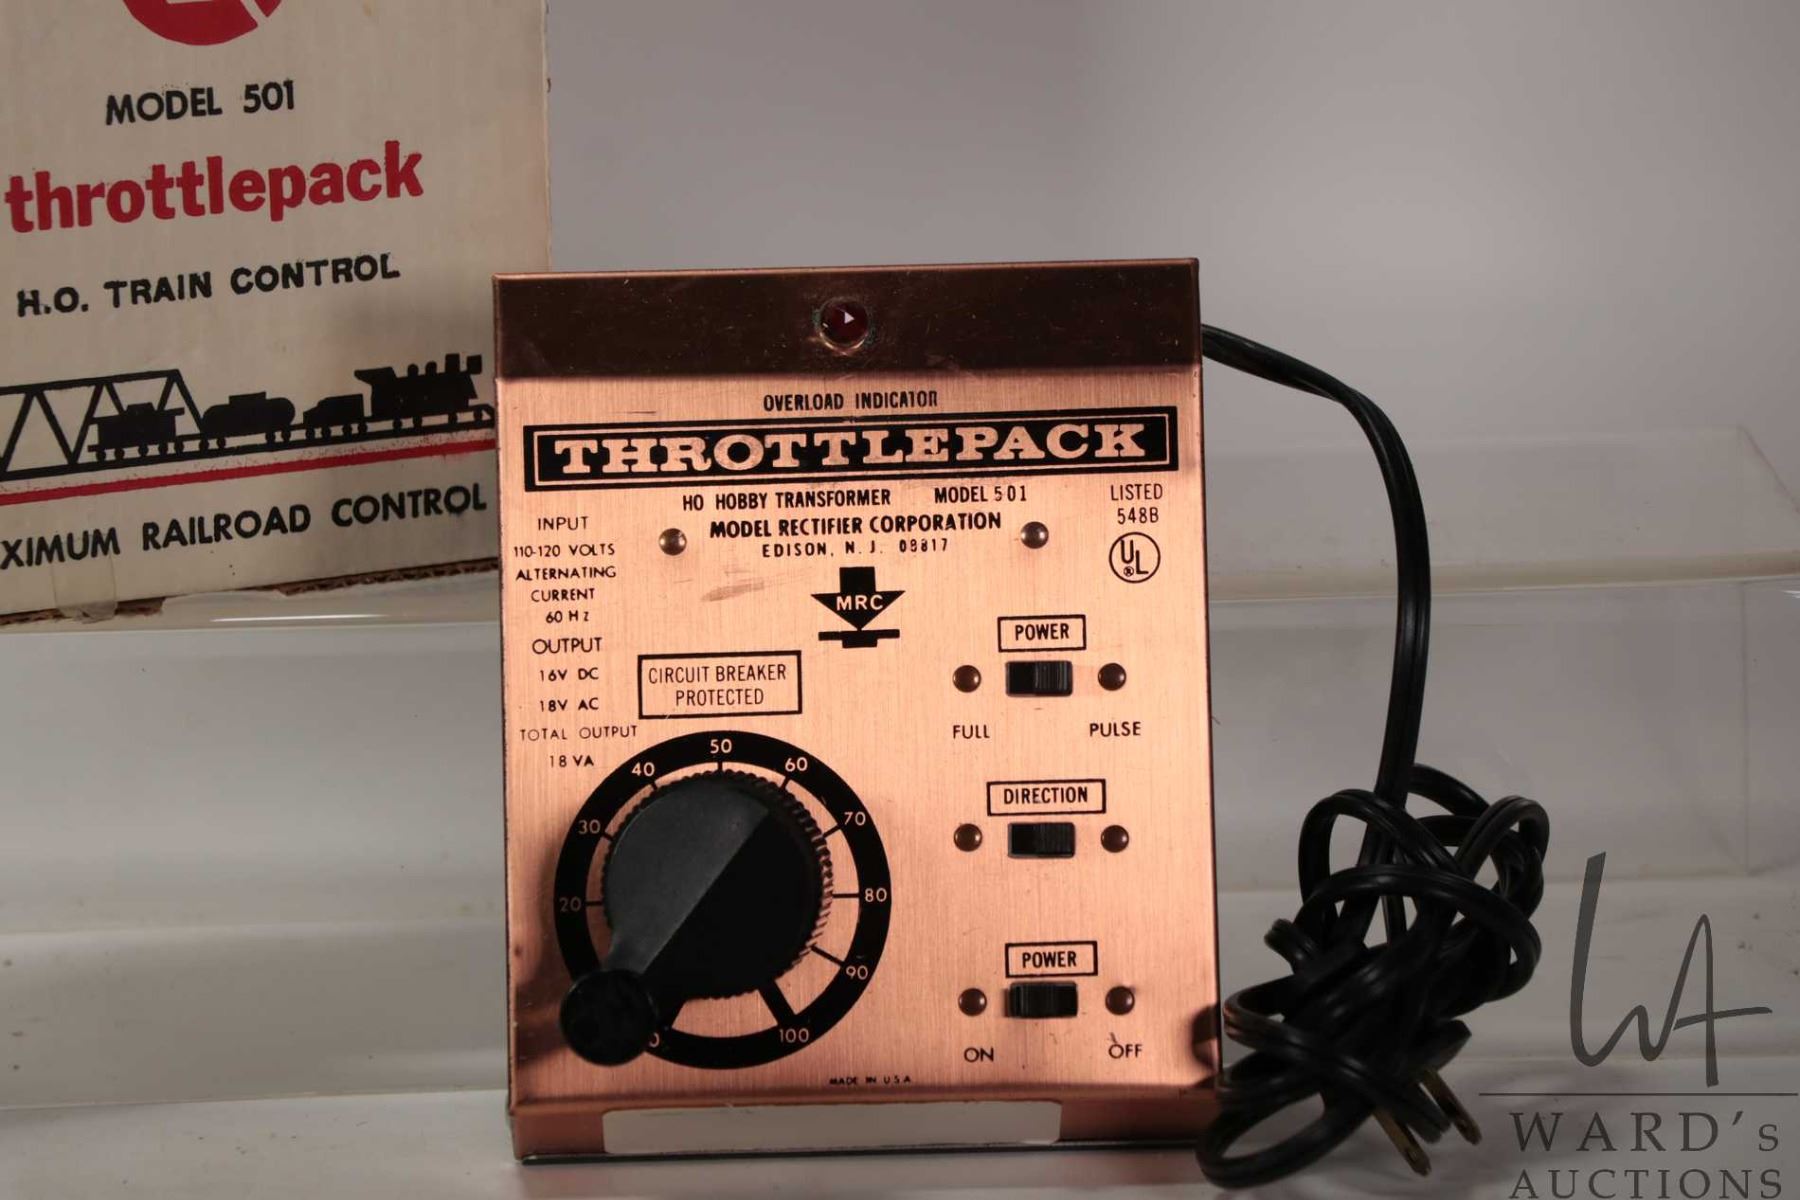 MODEL 501
throttlepack
H.O. TRAIN CONTROL
XIMUM RAILROAD CONTROL
OVERLOAD INDICATOR
THROTTLEPACK
HO HOBBY TRANSFORMER MODEL 501
MODEL RECTIFIER CORPORATION
EDISON, N. J. 08817
LISTED
548B
UL
MRC
INPUT
110-120 VOLTS
ALTERNATING
CURRENT
60 Hz
OUTPUT
16V DC
18V AC
TOTAL OUTPUT
18 VA
CIRCUIT BREAKER
PROTECTED
0 20 30 40 50 60 70 80 90 100
POWER
FULL PULSE
DIRECTION
POWER
ON OFF
MADE IN U S A
WA
WARD's
AUCTIONS